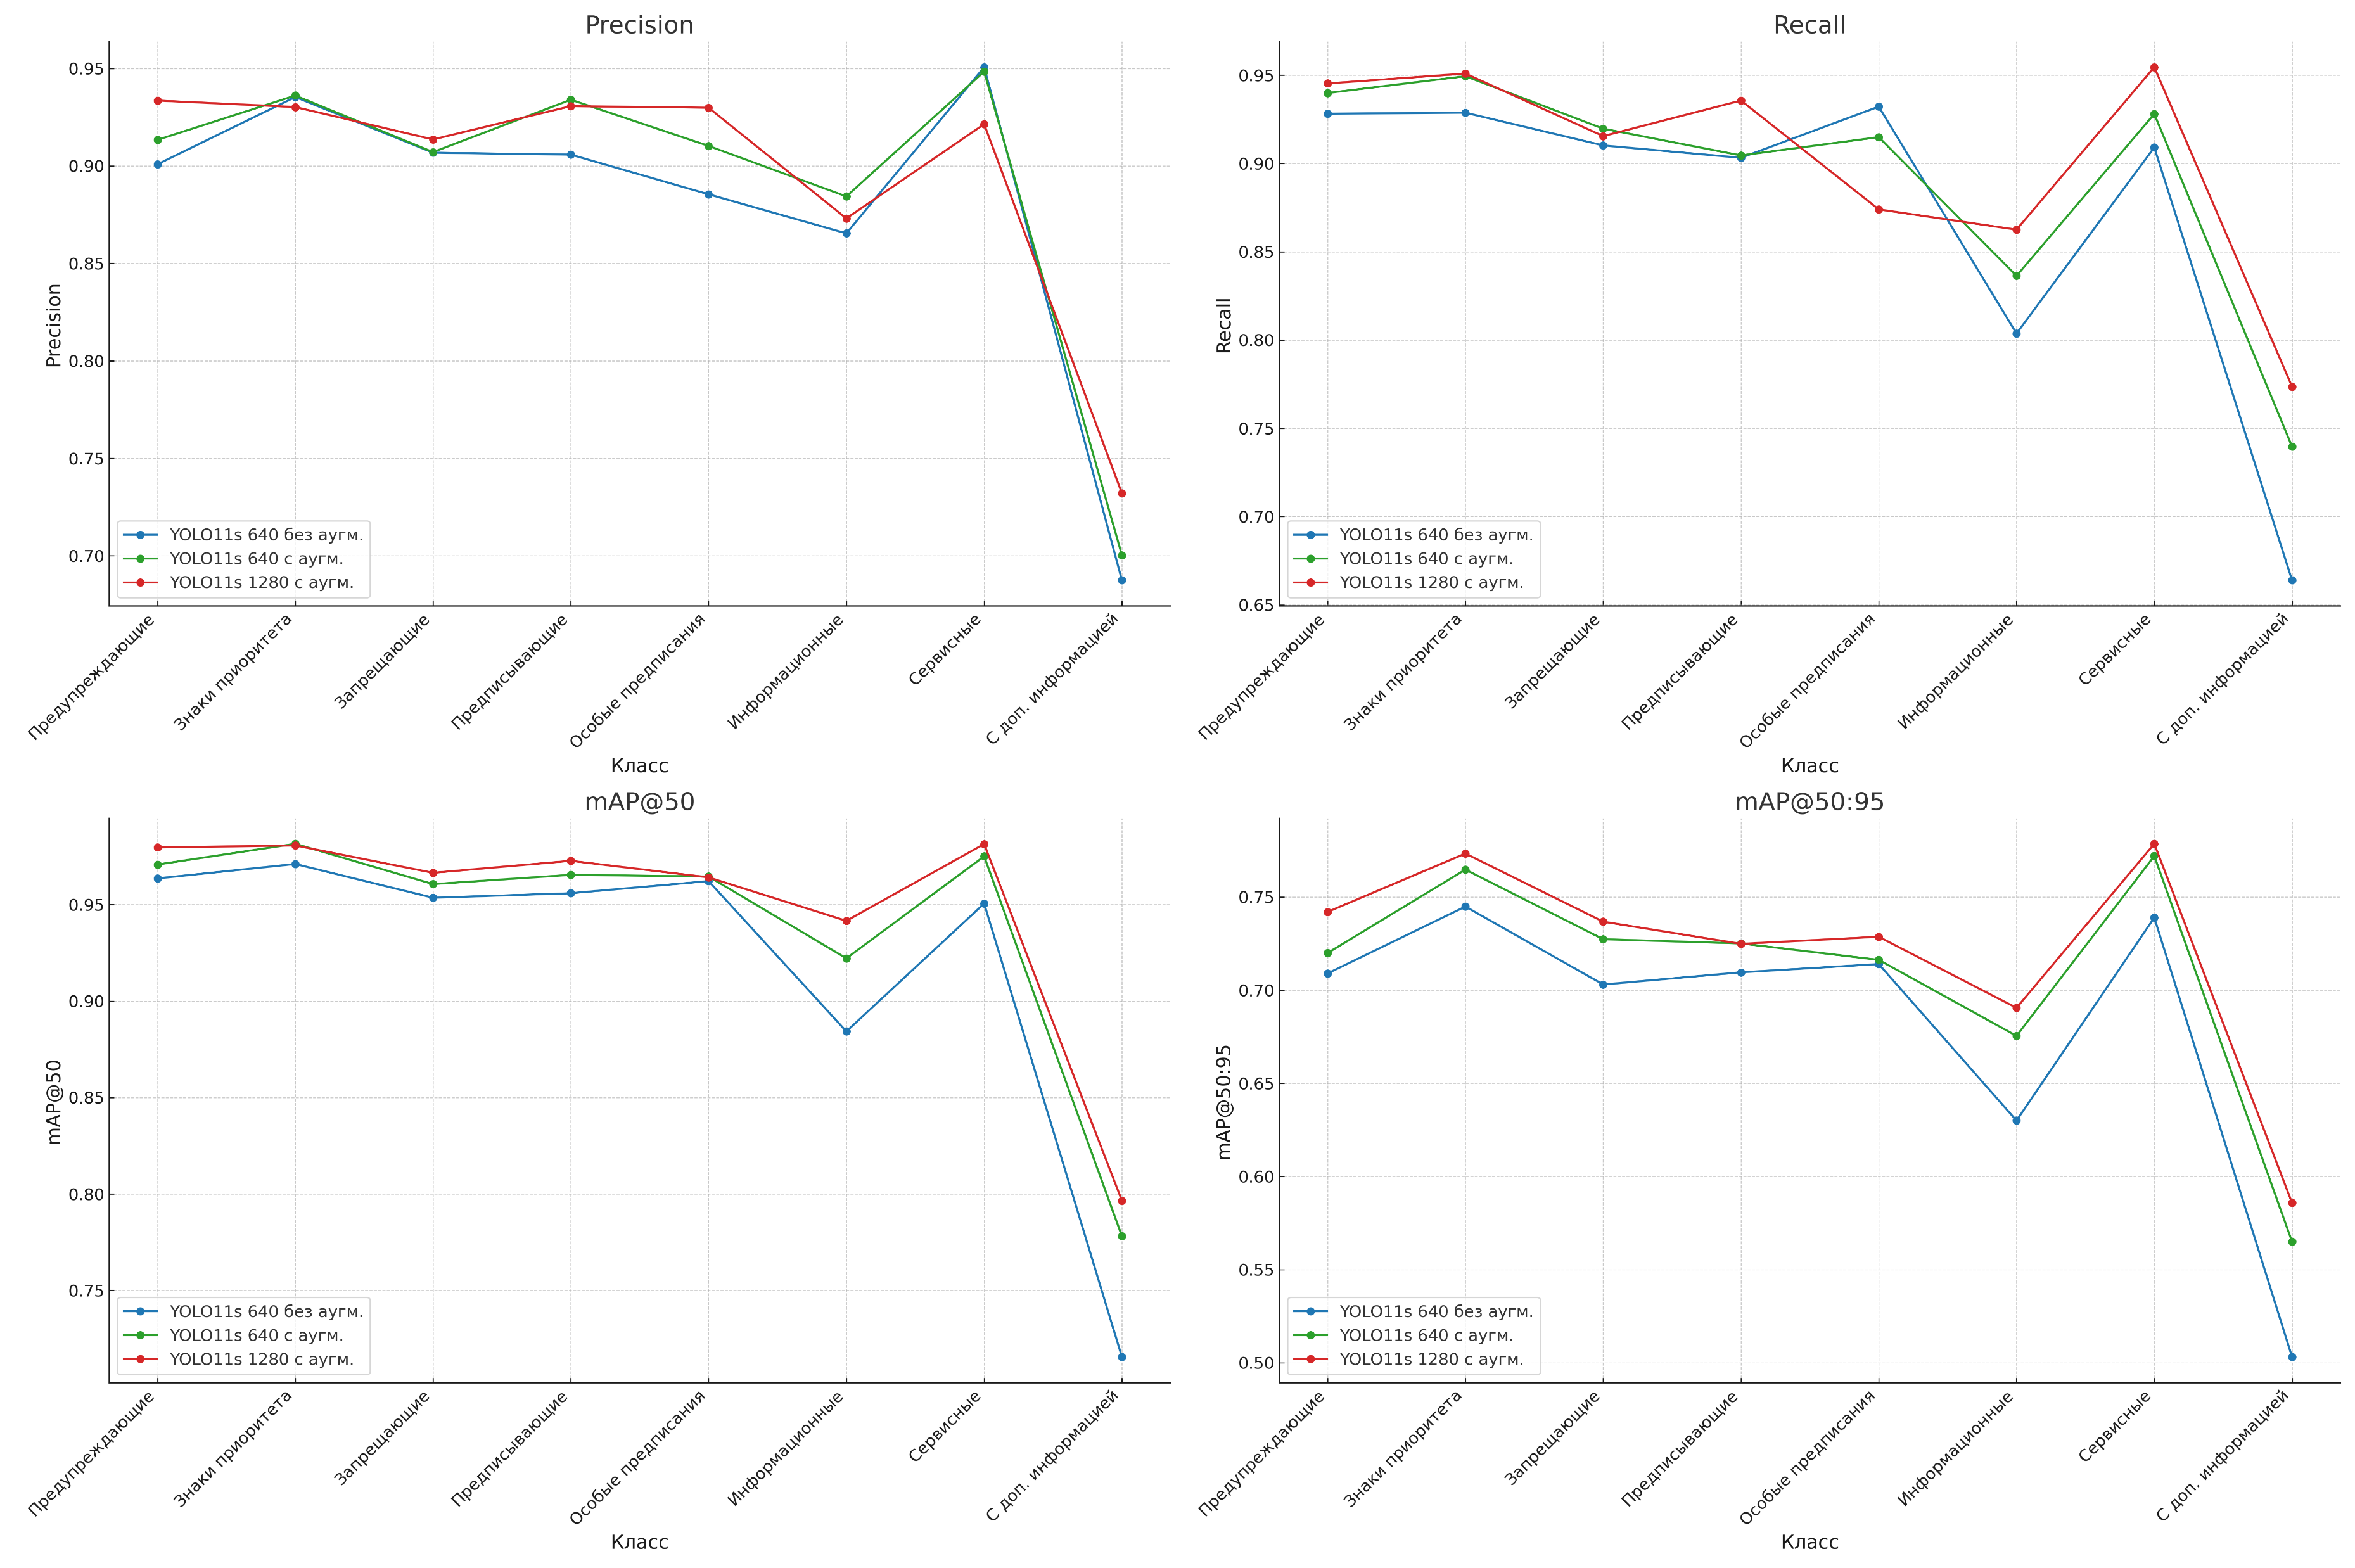 Precision
Precision
0.95
0.90
0.85
0.80
0.75
0.70
YOLO11s 640 без аугм.
YOLO11s 640 с аугм.
YOLO11s 1280 с аугм.
Предупреждающие
Знаки приоритета
Запрещающие
Предписывающие
Особые предписания
Информационные
Сервисные
С доп. информацией
Класс
Recall
Recall
0.95
0.90
0.85
0.80
0.75
0.70
0.65
YOLO11s 640 без аугм.
YOLO11s 640 с аугм.
YOLO11s 1280 с аугм.
Предупреждающие
Знаки приоритета
Запрещающие
Предписывающие
Особые предписания
Информационные
Сервисные
С доп. информацией
Класс
mAP@50
mAP@50
0.95
0.90
0.85
0.80
0.75
YOLO11s 640 без аугм.
YOLO11s 640 с аугм.
YOLO11s 1280 с аугм.
Предупреждающие
Знаки приоритета
Запрещающие
Предписывающие
Особые предписания
Информационные
Сервисные
С доп. информацией
Класс
mAP@50:95
mAP@50:95
0.75
0.70
0.65
0.60
0.55
0.50
YOLO11s 640 без аугм.
YOLO11s 640 с аугм.
YOLO11s 1280 с аугм.
Предупреждающие
Знаки приоритета
Запрещающие
Предписывающие
Особые предписания
Информационные
Сервисные
С доп. информацией
Класс